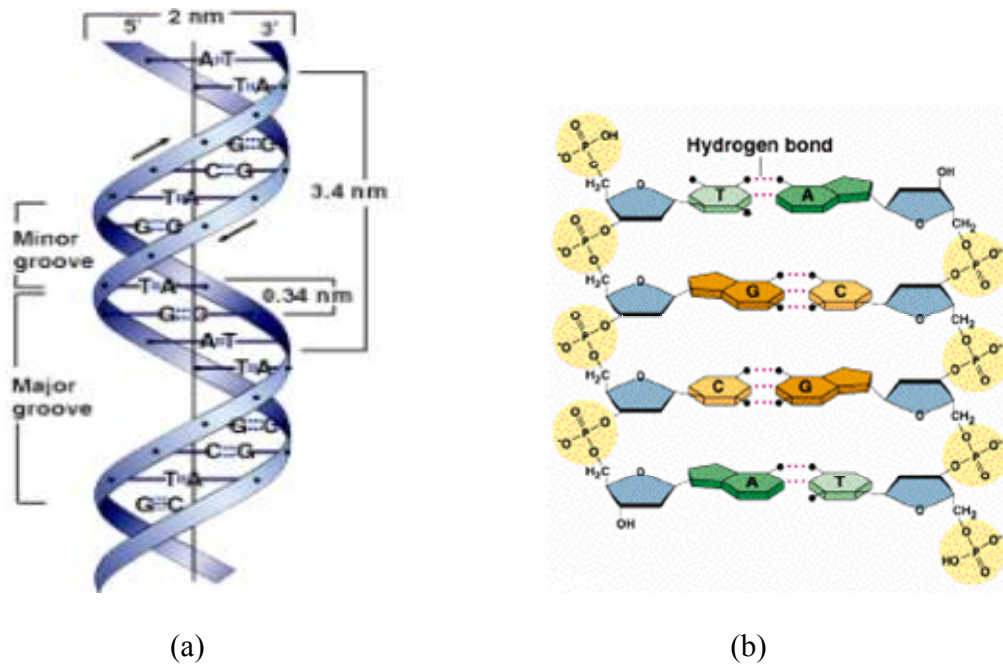 2 nm
5'
3'
A=T
T=A
G≡C
C=G
T=A
G=G
T=A
G=G
A=T
T=A
G≡C
C=G
T=A
G=C
3.4 nm
0.34 nm
Minor
groove
Major
groove
(a)
Hydrogen bond
T
A
G
C
C
G
A
T
O
P
OH
O⁻
O
H₂C
O
OH
CH₂
O
P
O⁻
O
O
H₂C
O
CH₂
O
P
O⁻
O
O
H₂C
O
CH₂
O
P
O⁻
O
O
H₂C
O
CH₂
OH
HO
P
O⁻
O
O
(b)